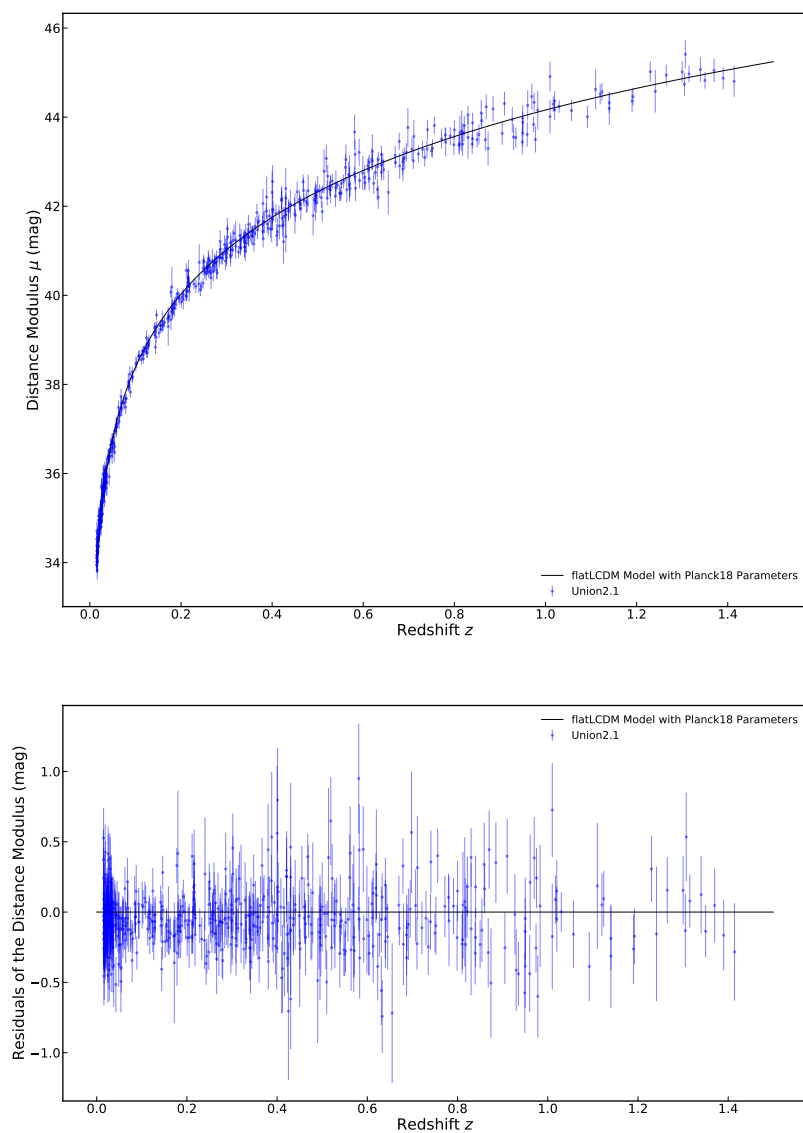 46
44
42
40
38
36
34
Distance Modulus μ (mag)
flatLCDM Model with Planck18 Parameters
Union2.1
0.0 0.2 0.4 0.6 0.8 1.0 1.2 1.4
Redshift z
flatLCDM Model with Planck18 Parameters
Union2.1
1.0
0.5
0.0
−0.5
−1.0
Residuals of the Distance Modulus (mag)
0.0 0.2 0.4 0.6 0.8 1.0 1.2 1.4
Redshift z